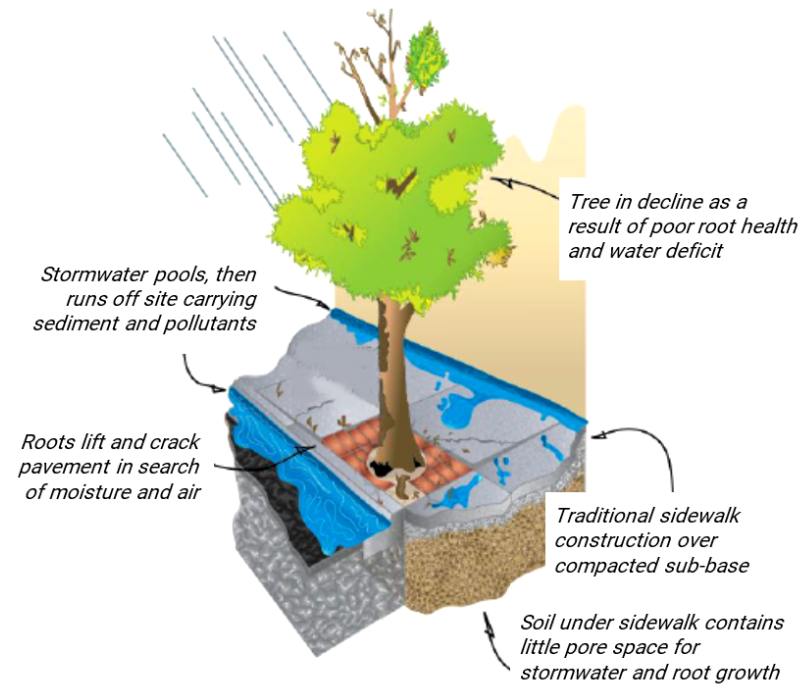 Tree in decline as a
result of poor root health
and water deficit
Stormwater pools, then
runs off site carrying
sediment and pollutants
Roots lift and crack
pavement in search
of moisture and air
Traditional sidewalk
construction over
compacted sub-base
Soil under sidewalk contains
little pore space for
stormwater and root growth